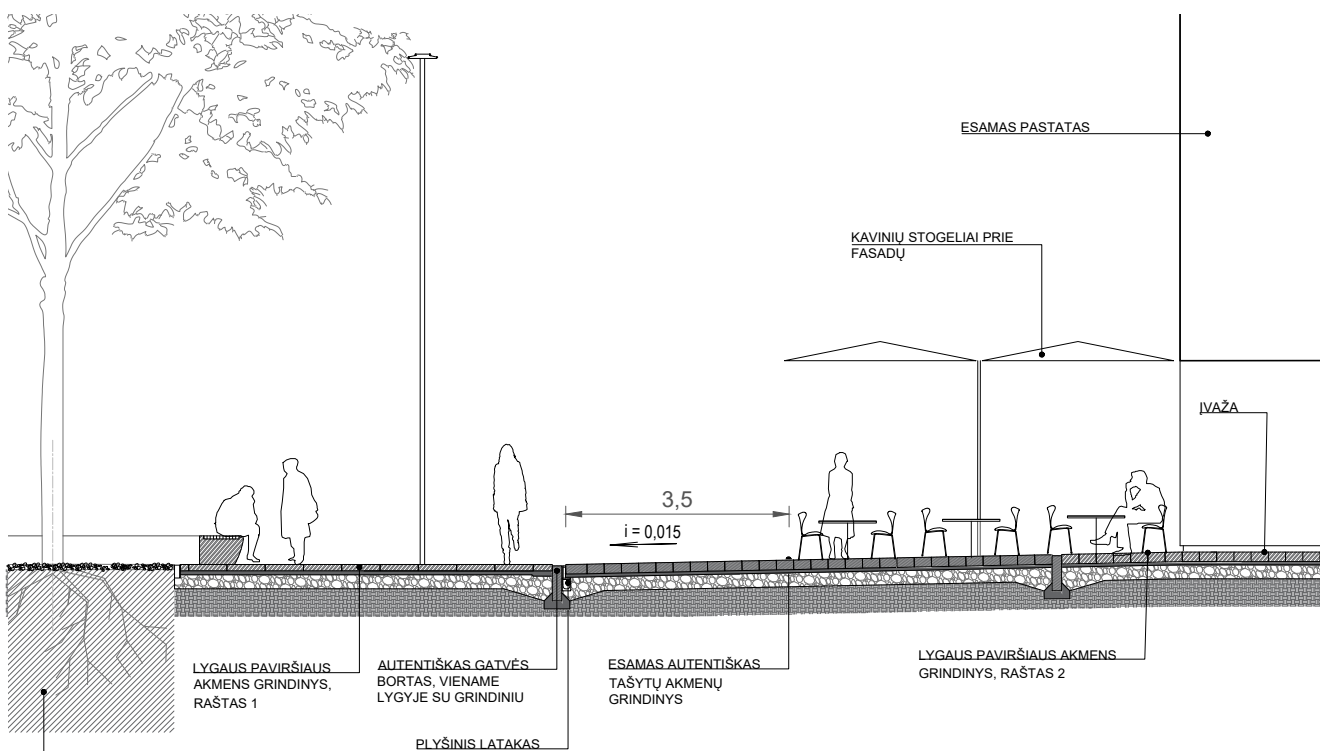 ESAMAS PASTATAS
KAVINIŲ STOGELIAI PRIE
FASADŲ
ĮVAŽA
3,5
i = 0,015
LYGAUS PAVIRŠIAUS
AKMENS GRINDINYS,
RAŠTAS 1
AUTENTIŠKAS GATVĖS
BORTAS, VIENAME
LYGYJE SU GRINDINIU
PLYŠINIS LATAKAS
ESAMAS AUTENTIŠKAS
TAŠYTŲ AKMENŲ
GRINDINYS
LYGAUS PAVIRŠIAUS AKMENS
GRINDINYS, RAŠTAS 2